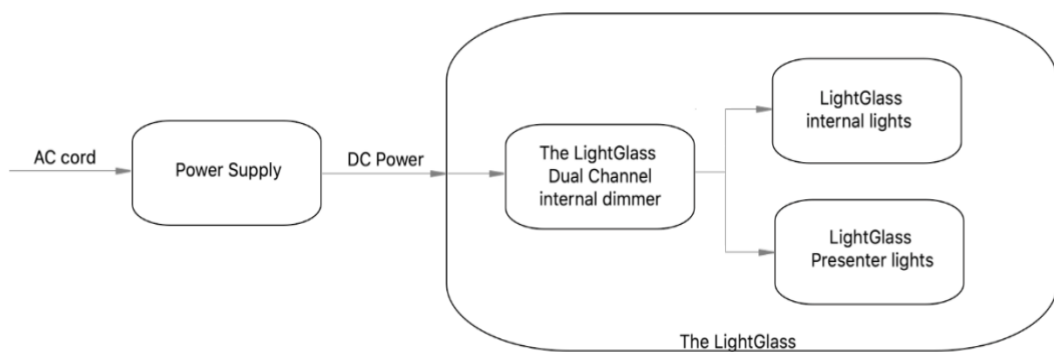 AC cord
Power Supply
DC Power
The LightGlass
Dual Channel
internal dimmer
LightGlass
internal lights
LightGlass
Presenter lights
The LightGlass